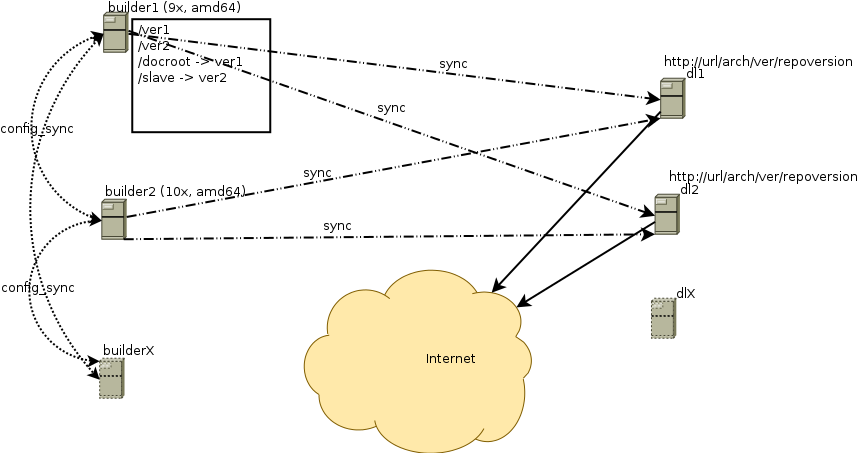 builder1 (9x, amd64)
/ver1
/ver2
/docroot -> ver1
/slave -> ver2
sync
http://url/arch/ver/repoversion
dl1
sync
config_sync
sync
http://url/arch/ver/repoversion
dl2
builder2 (10x, amd64)
sync
config_sync
dlX
builderX
Internet